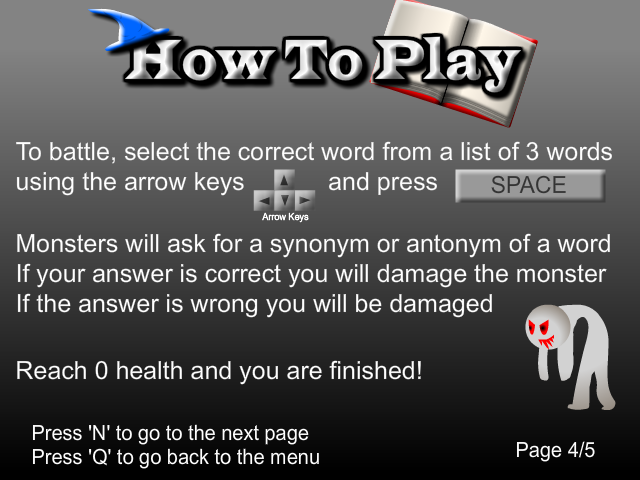 How To Play
To battle, select the correct word from a list of 3 words
using the arrow keys and press SPACE
Arrow Keys
Monsters will ask for a synonym or antonym of a word
If your answer is correct you will damage the monster
If the answer is wrong you will be damaged
Reach 0 health and you are finished!
Press 'N' to go to the next page
Press 'Q' to go back to the menu
Page 4/5